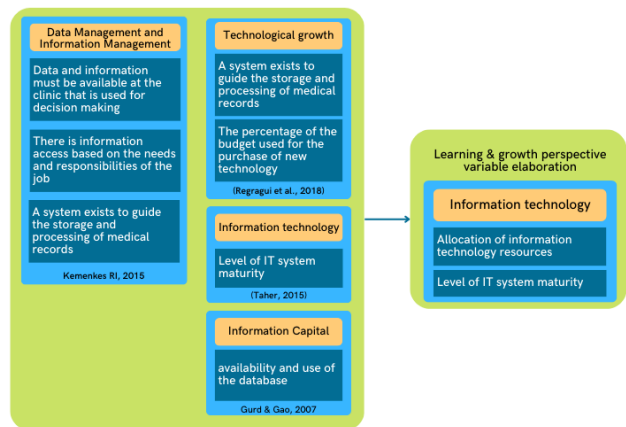 Data Management and
Information Management
Data and information
must be available at the
clinic that is used for
decision making
There is information
access based on the needs
and responsibilities of the
job
A system exists to guide
the storage and
processing of medical
records
Kemenkes RI, 2015
Technological growth
A system exists to
guide the storage and
processing of medical
records
The percentage of the
budget used for the
purchase of new
technology
(Regragui et al., 2018)
Information technology
Level of IT system
maturity
(Taher, 2015)
Information Capital
availability and use of
the database
Gurd & Gao, 2007
Learning & growth perspective
variable elaboration
Information technology
Allocation of information
technology resources
Level of IT system maturity